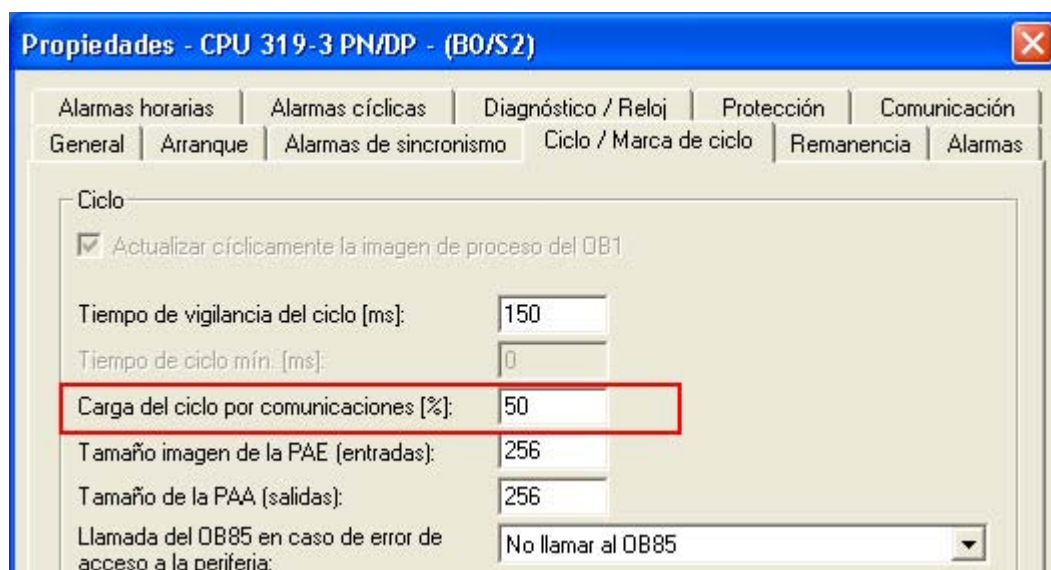 Propiedades - CPU 319-3 PN/DP - (B0/S2)
Alarmas horarias Alarmas cíclicas Diagnóstico / Reloj Protección Comunicación
General Arranque Alarmas de sincronismo Ciclo / Marca de ciclo Remanencia Alarmas
Ciclo
Actualizar cíclicamente la imagen de proceso del OB1
Tiempo de vigilancia del ciclo [ms]: 150
Tiempo de ciclo mín. [ms]: 0
Carga del ciclo por comunicaciones [%]: 50
Tamaño imagen de la PAE (entradas): 256
Tamaño de la PAA (salidas): 256
Llamada del OB85 en caso de error de No llamar al OB85
acceso a la periferia: